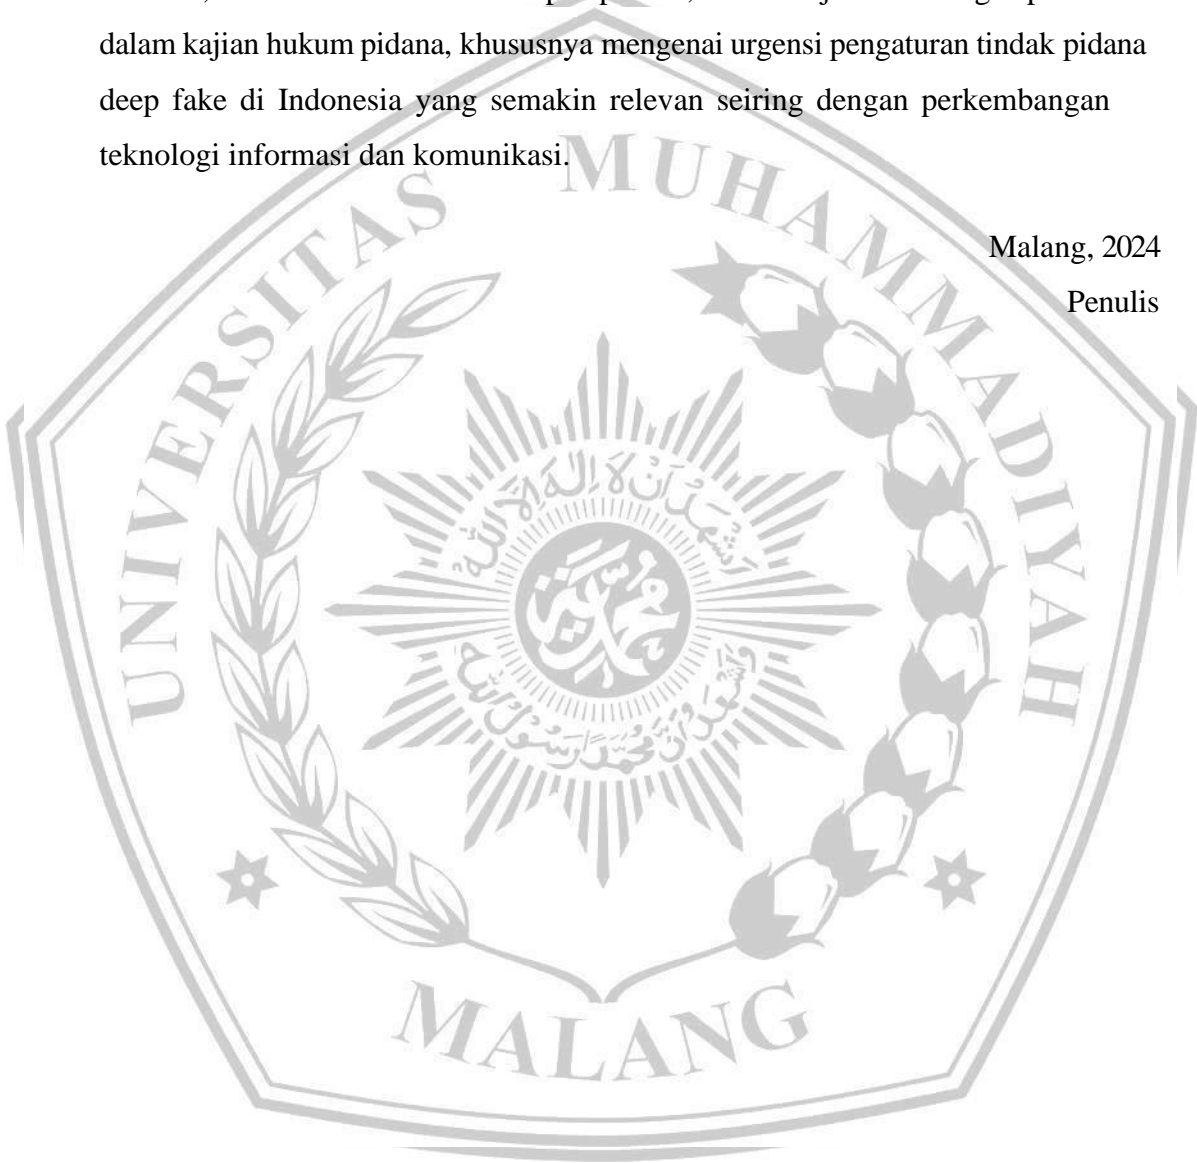 dalam kajian hukum pidana, khususnya mengenai urgensi pengaturan tindak pidana
deep fake di Indonesia yang semakin relevan seiring dengan perkembangan
teknologi informasi dan komunikasi.
Malang, 2024
Penulis
UNIVERSITAS MUHAMMADIYAH
MALANG